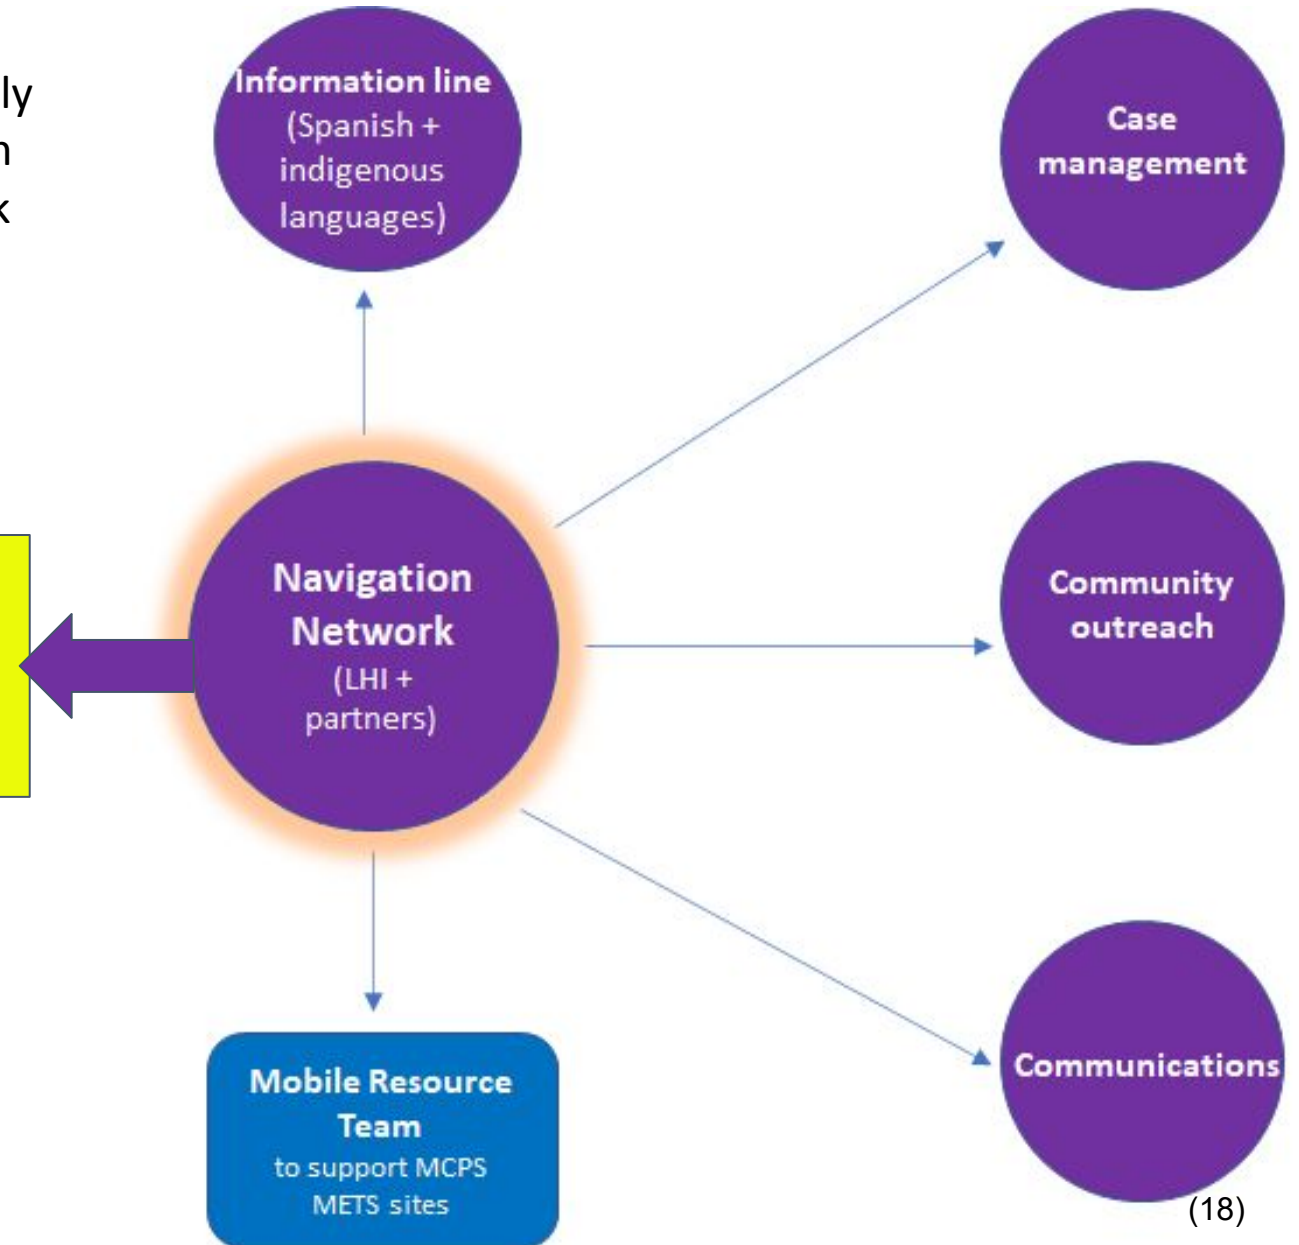 ly
n
k
Information line
(Spanish +
indigenous
languages)
Case
management
Navigation
Network
(LHI +
partners)
Community
outreach
Mobile Resource
Team
to support MCPS
METS sites
Communications
(18)